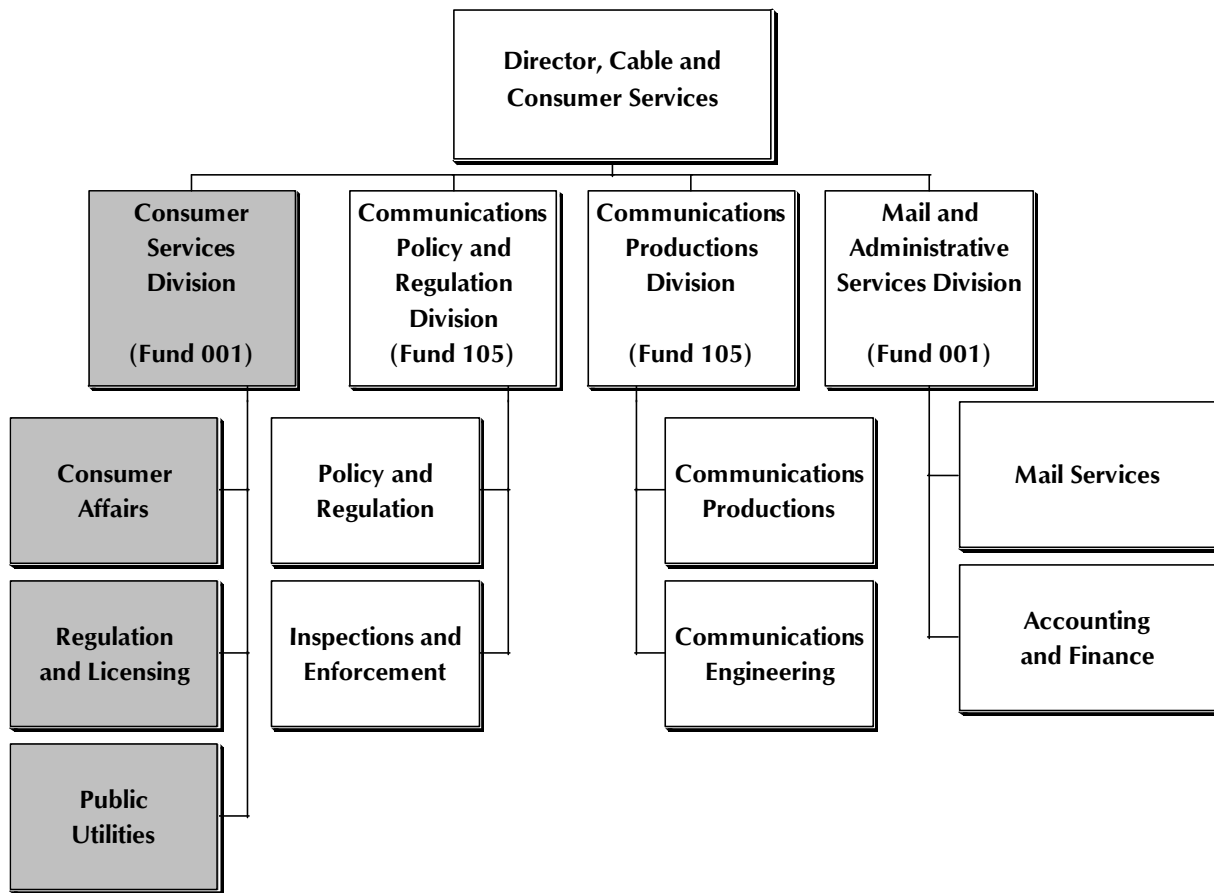 Director, Cable and
Consumer Services
Consumer
Services
Division
(Fund 001)
Communications
Policy and
Regulation
Division
(Fund 105)
Communications
Productions
Division
(Fund 105)
Mail and
Administrative
Services Division
(Fund 001)
Consumer
Affairs
Regulation
and Licensing
Public
Utilities
Policy and
Regulation
Inspections and
Enforcement
Communications
Productions
Communications
Engineering
Mail Services
Accounting
and Finance